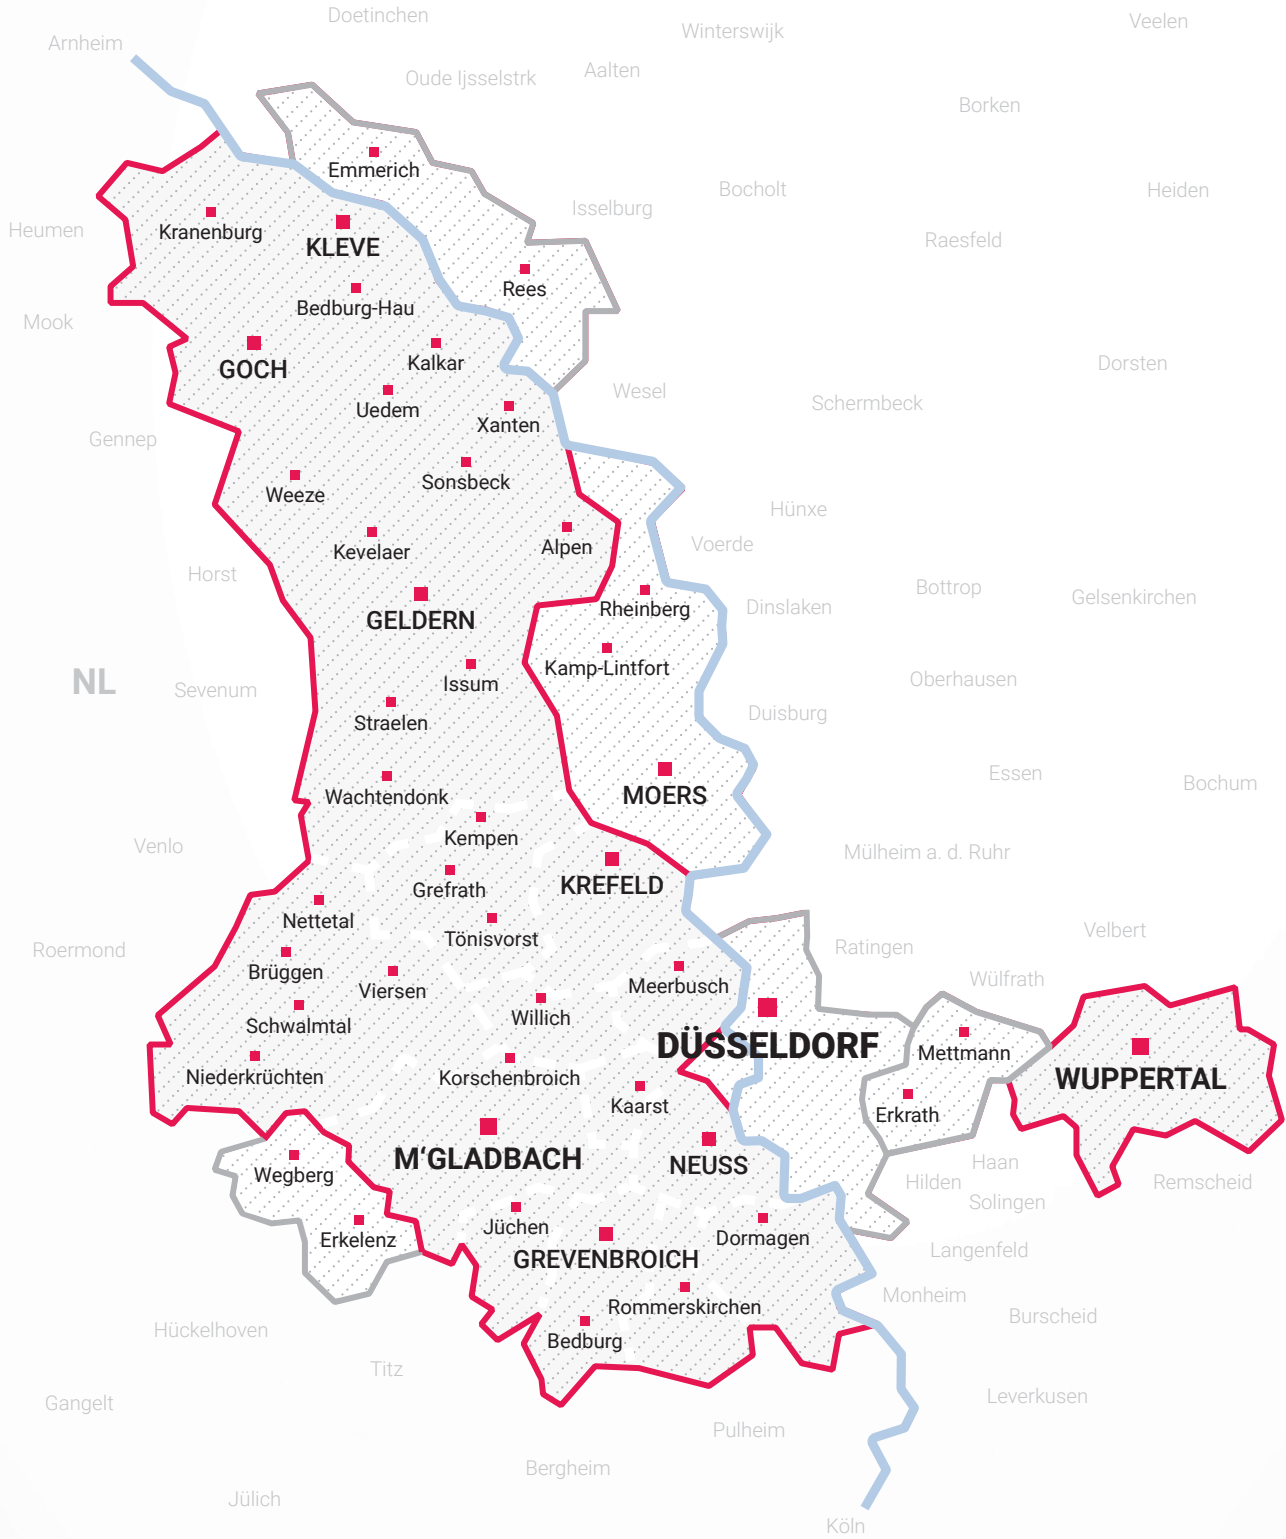 Doetinchen
Veelen
Winterswijk
Arnheim
Aalten
Oude Ijsselstrk
Borken
Emmerich
Bocholt
Heiden
Isselburg
Heumen
Kranenburg
KLEVE
Raesfeld
Rees
Bedburg-Hau
Mook
Kalkar
Dorsten
GOCH
Wesel
Schermbeck
Uedem
Xanten
Gennep
Sonsbeck
Weeze
Hünxe
Voerde
Alpen
Kevelaer
Horst
Bottrop
Gelsenkirchen
Dinslaken
Rheinberg
GELDERN
Kamp-Lintfort
Oberhausen
NL
Issum
Sevenum
Duisburg
Straelen
Essen
Bochum
MOERS
Wachtendonk
Kempen
Venlo
Mülheim a. d. Ruhr
KREFELD
Grefrath
Nettetal
Velbert
Tönisvorst
Ratingen
Roermond
Brüggen
Wülfrath
Meerbusch
Viersen
Willich
Schwalmtal
DÜSSELDORF
Mettmann
Niederkrüchten
Korschenbroich
WUPPERTAL
Kaarst
Erkrath
M'GLADBACH
Haan
NEUSS
Wegberg
Hilden
Remscheid
Solingen
Jüchen
Dormagen
Erkelenz
Langenfeld
GREVENBROICH
Monheim
Rommerskirchen
Burscheid
Hückelhoven
Bedburg
Titz
Leverkusen
Gangelt
Pulheim
Bergheim
Jülich
Köln